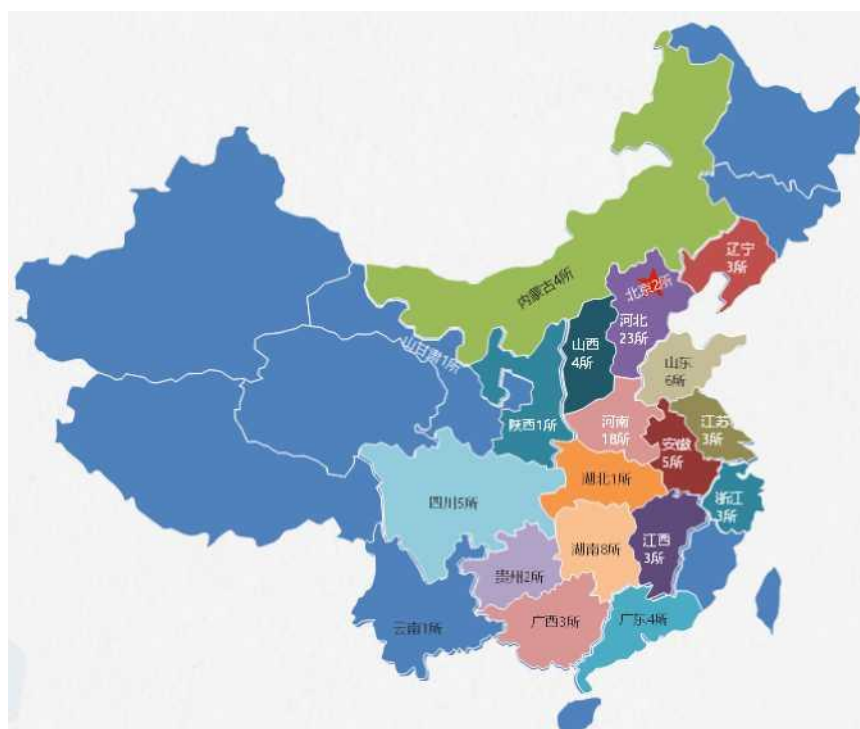 辽宁
3所
内蒙古4所
北京2所
河北
23所
山西
4所
山甘肃1所
山东
6所
陕西1所
河南
18所
江苏
3所
安徽
5所
湖北1所
四川5所
浙江
3所
湖南8所
江西
3所
贵州2所
云南1所
广西3所
广东4所